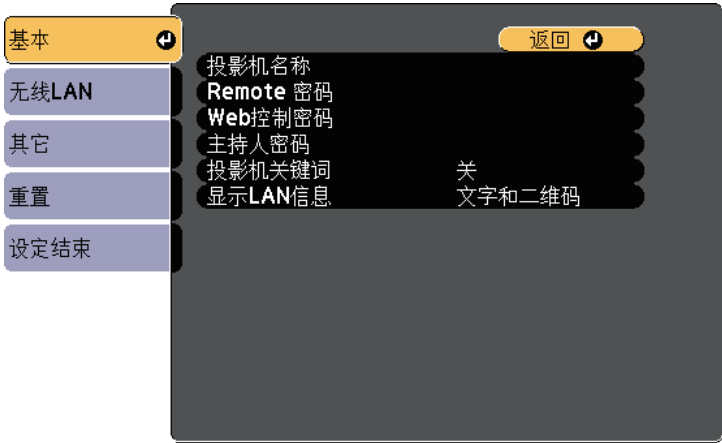 基本
无线LAN
其它
重置
设定结束
返回
投影机名称
Remote 密码
Web控制密码
主持人密码
投影机关键词 关
显示LAN信息 文字和二维码